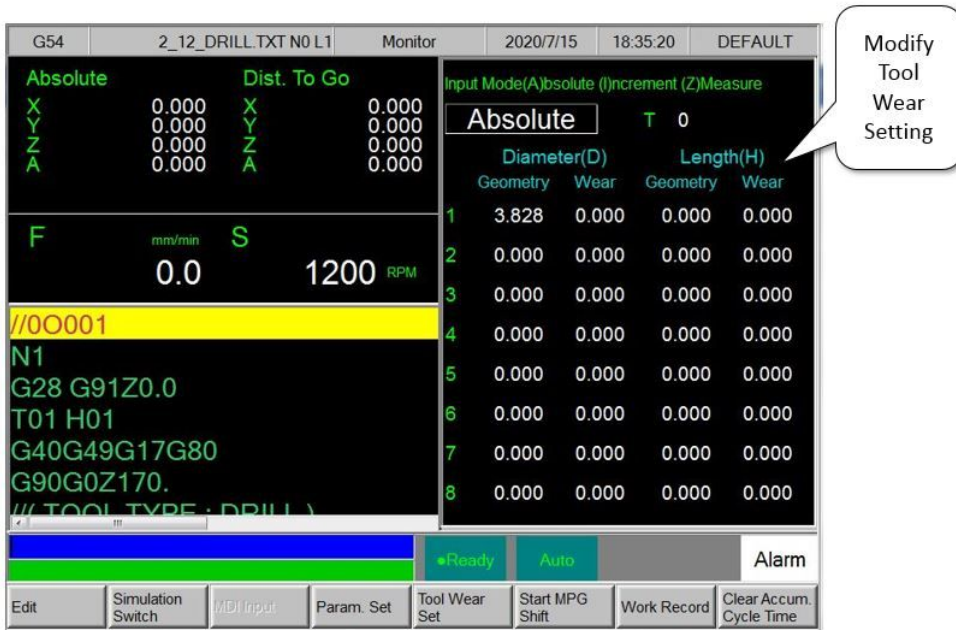 G54 2_12_DRILL.TXT N0 L1 Monitor 2020/7/15 18:35:20 DEFAULT
Modify
Tool
Wear
Setting
Absolute Dist. To Go
X 0.000 X 0.000
Y 0.000 Y 0.000
Z 0.000 Z 0.000
A 0.000 A 0.000
F mm/min S
0.0 1200 RPM
//0O001
N1
G28 G91Z0.0
T01 H01
G40G49G17G80
G90G0Z170.
///( TOOL TYPE : DRILL )
Input Mode(A)bsolute (I)ncrement (Z)Measure
Absolute T 0
Diameter(D) Length(H)
Geometry Wear Geometry Wear
1 3.828 0.000 0.000 0.000
2 0.000 0.000 0.000 0.000
3 0.000 0.000 0.000 0.000
4 0.000 0.000 0.000 0.000
5 0.000 0.000 0.000 0.000
6 0.000 0.000 0.000 0.000
7 0.000 0.000 0.000 0.000
8 0.000 0.000 0.000 0.000
●Ready Auto Alarm
Edit
Simulation
Switch
MDI Input
Param. Set
Tool Wear
Set
Start MPG
Shift
Work Record
Clear Accum.
Cycle Time